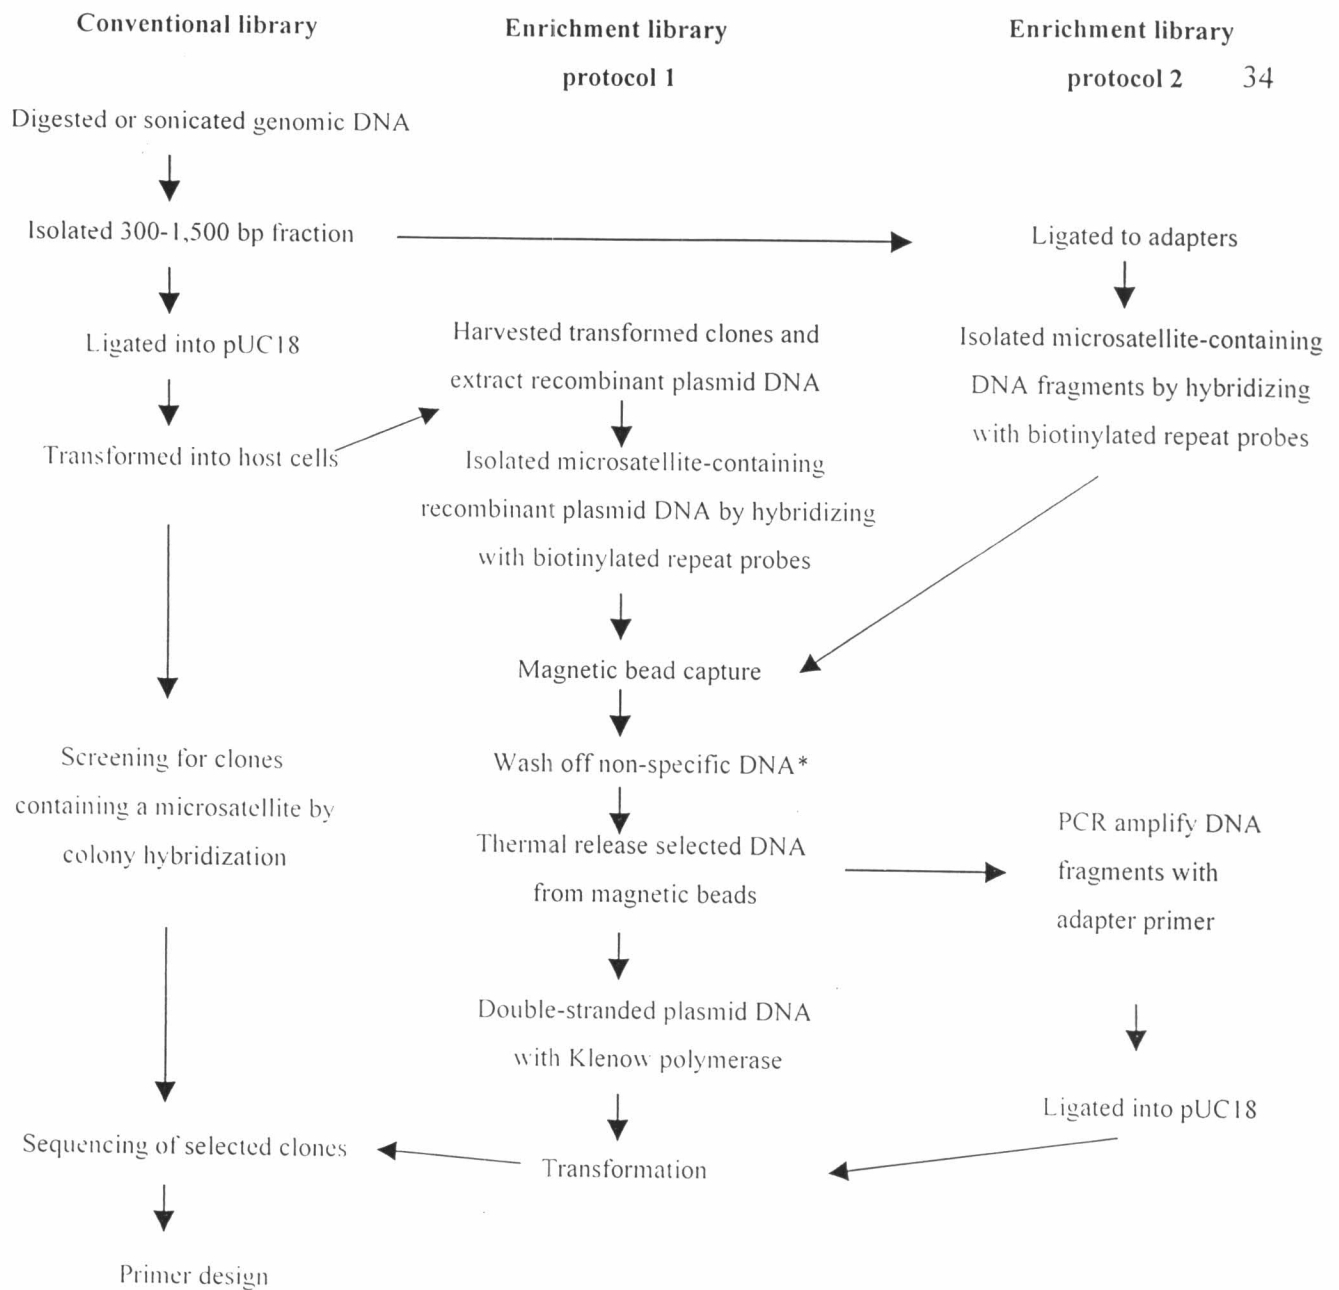 Conventional library
Enrichment library
protocol 1
Enrichment library
protocol 2
34
Digested or sonicated genomic DNA
Isolated 300-1,500 bp fraction
Ligated into pUC18
Transformed into host cells
Screening for clones
containing a microsatellite by
colony hybridization
Sequencing of selected clones
Primer design
Harvested transformed clones and
extract recombinant plasmid DNA
Isolated microsatellite-containing
recombinant plasmid DNA by hybridizing
with biotinylated repeat probes
Magnetic bead capture
Wash off non-specific DNA*
Thermal release selected DNA
from magnetic beads
Double-stranded plasmid DNA
with Klenow polymerase
Transformation
Ligated to adapters
Isolated microsatellite-containing
DNA fragments by hybridizing
with biotinylated repeat probes
PCR amplify DNA
fragments with
adapter primer
Ligated into pUC18